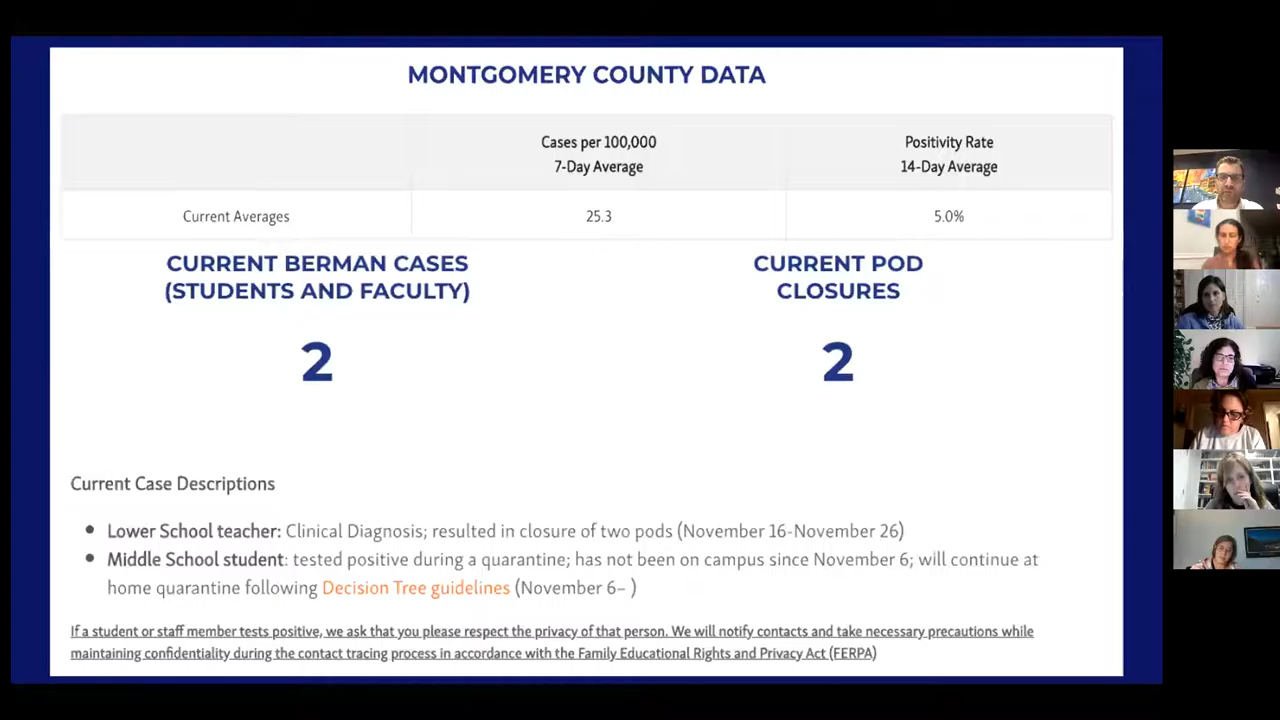 MONTGOMERY COUNTY DATA
Cases per 100,000
7-Day Average
Positivity Rate
14-Day Average
Current Averages
25.3
5.0%
CURRENT BERMAN CASES
(STUDENTS AND FACULTY)
CURRENT POD
CLOSURES
2
2
Current Case Descriptions
• Lower School teacher: Clinical Diagnosis; resulted in closure of two pods (November 16-November 26)
• Middle School student: tested positive during a quarantine; has not been on campus since November 6; will continue at
home quarantine following Decision Tree guidelines (November 6– )
If a student or staff member tests positive, we ask that you please respect the privacy of that person. We will notify contacts and take necessary precautions while
maintaining confidentiality during the contact tracing process in accordance with the Family Educational Rights and Privacy Act (FERPA)